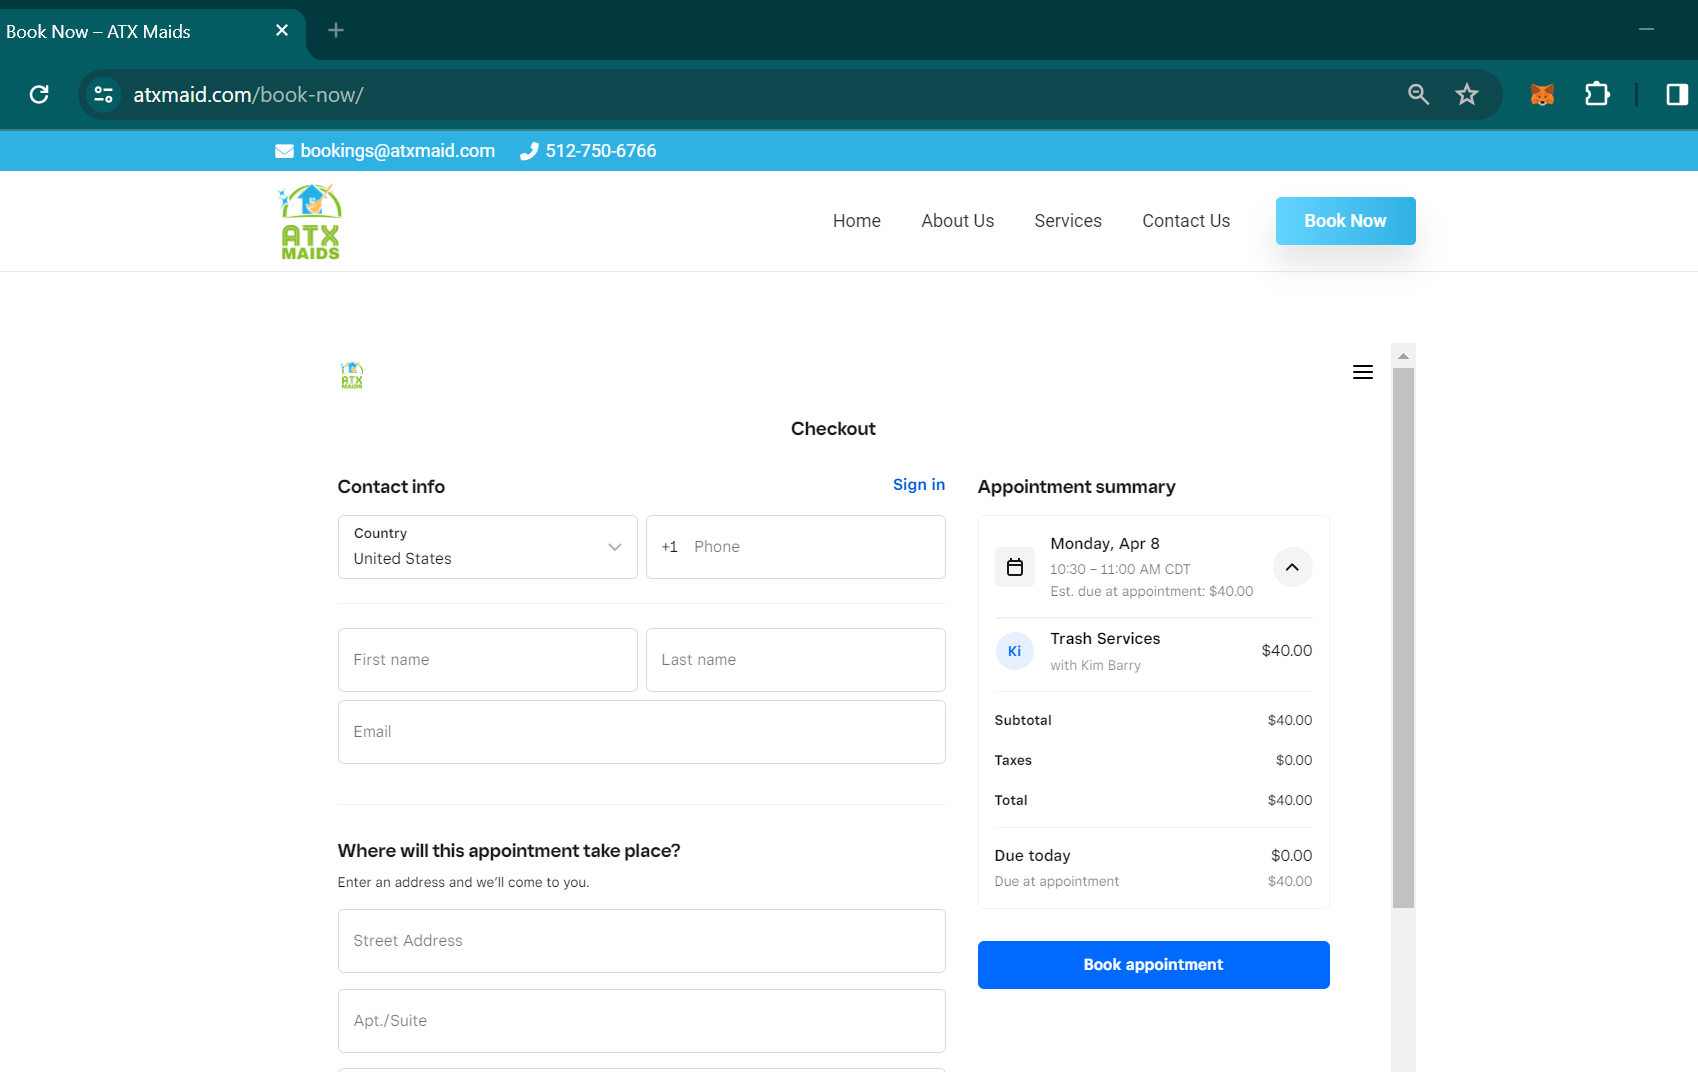 Book Now – ATX Maids
atxmaid.com/book-now/
bookings@atxmaid.com 512-750-6766
ATX
MAIDS
Home About Us Services Contact Us Book Now
ATX
MAIDS
Checkout
Contact info Sign in
Country
United States
+1 Phone
First name Last name
Email
Where will this appointment take place?
Enter an address and we’ll come to you.
Street Address
Apt./Suite
Appointment summary
Monday, Apr 8
10:30 – 11:00 AM CDT
Est. due at appointment: $40.00
Ki
Trash Services $40.00
with Kim Barry
Subtotal $40.00
Taxes $0.00
Total $40.00
Due today $0.00
Due at appointment $40.00
Book appointment